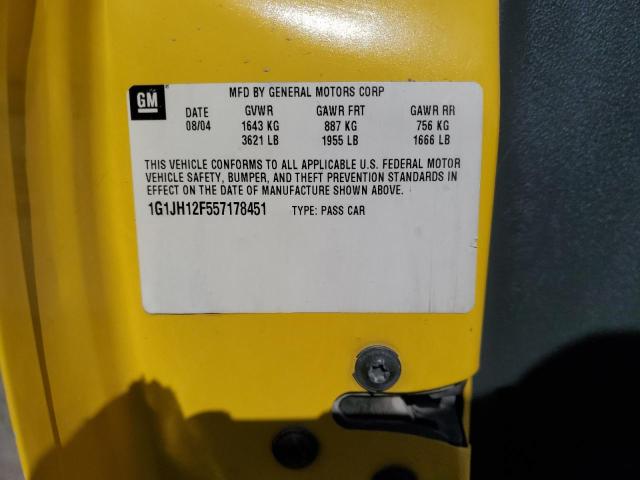 GM
MFD BY GENERAL MOTORS CORP
DATE GVWR GAWR FRT GAWR RR
08/04 1643 KG 887 KG 756 KG
3621 LB 1955 LB 1666 LB
THIS VEHICLE CONFORMS TO ALL APPLICABLE U.S. FEDERAL MOTOR
VEHICLE SAFETY, BUMPER, AND THEFT PREVENTION STANDARDS IN
EFFECT ON THE DATE OF MANUFACTURE SHOWN ABOVE.
1G1JH12F557178451 TYPE: PASS CAR